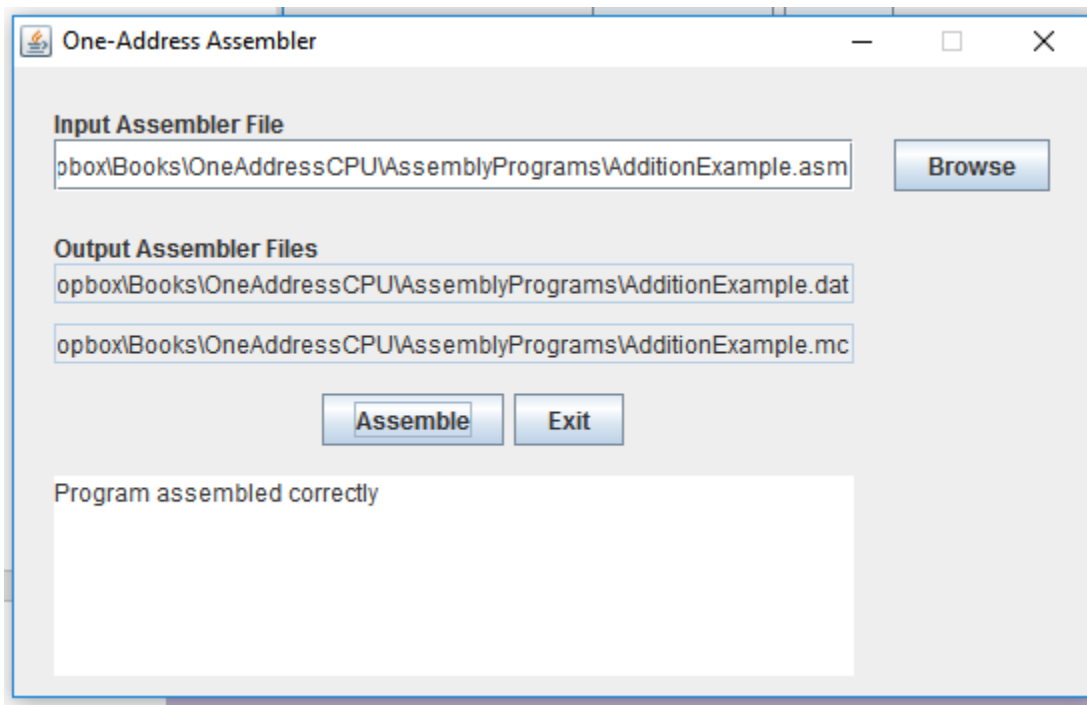 One-Address Assembler
Input Assembler File
pbox\Books\OneAddressCPU\AssemblyPrograms\AdditionExample.asm
Browse
Output Assembler Files
opbox\Books\OneAddressCPU\AssemblyPrograms\AdditionExample.dat
opbox\Books\OneAddressCPU\AssemblyPrograms\AdditionExample.mc
Assemble Exit
Program assembled correctly